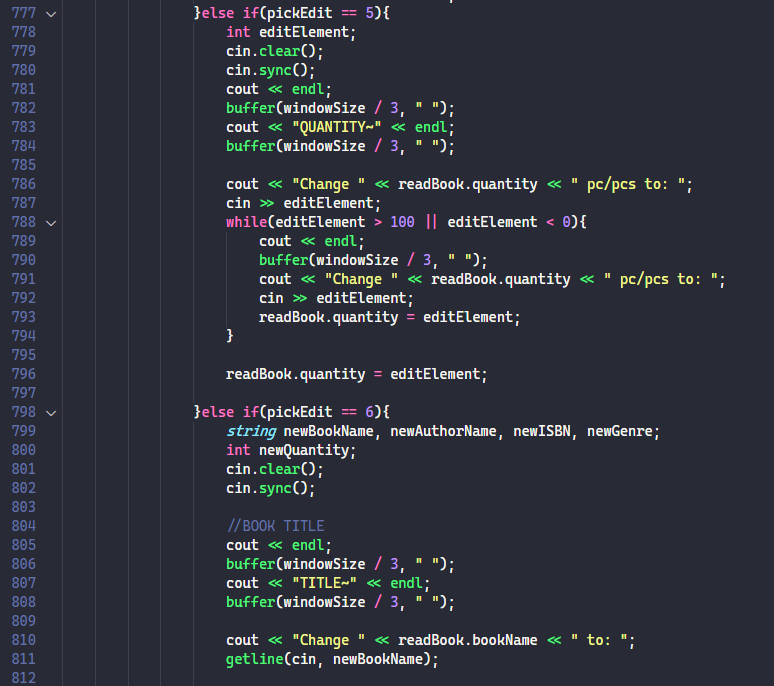 777 }else if(pickEdit == 5){
778 int editElement;
779 cin.clear();
780 cin.sync();
781 cout << endl;
782 buffer(windowSize / 3, " ");
783 cout << "QUANTITY~" << endl;
784 buffer(windowSize / 3, " ");
785
786 cout << "Change " << readBook.quantity << " pc/pcs to: ";
787 cin >> editElement;
788 while(editElement > 100 || editElement < 0){
789 cout << endl;
790 buffer(windowSize / 3, " ");
791 cout << "Change " << readBook.quantity << " pc/pcs to: ";
792 cin >> editElement;
793 readBook.quantity = editElement;
794 }
795
796 readBook.quantity = editElement;
797
798 }else if(pickEdit == 6){
799 string newBookName, newAuthorName, newISBN, newGenre;
800 int newQuantity;
801 cin.clear();
802 cin.sync();
803
804 //BOOK TITLE
805 cout << endl;
806 buffer(windowSize / 3, " ");
807 cout << "TITLE~" << endl;
808 buffer(windowSize / 3, " ");
809
810 cout << "Change " << readBook.bookName << " to: ";
811 getline(cin, newBookName);
812